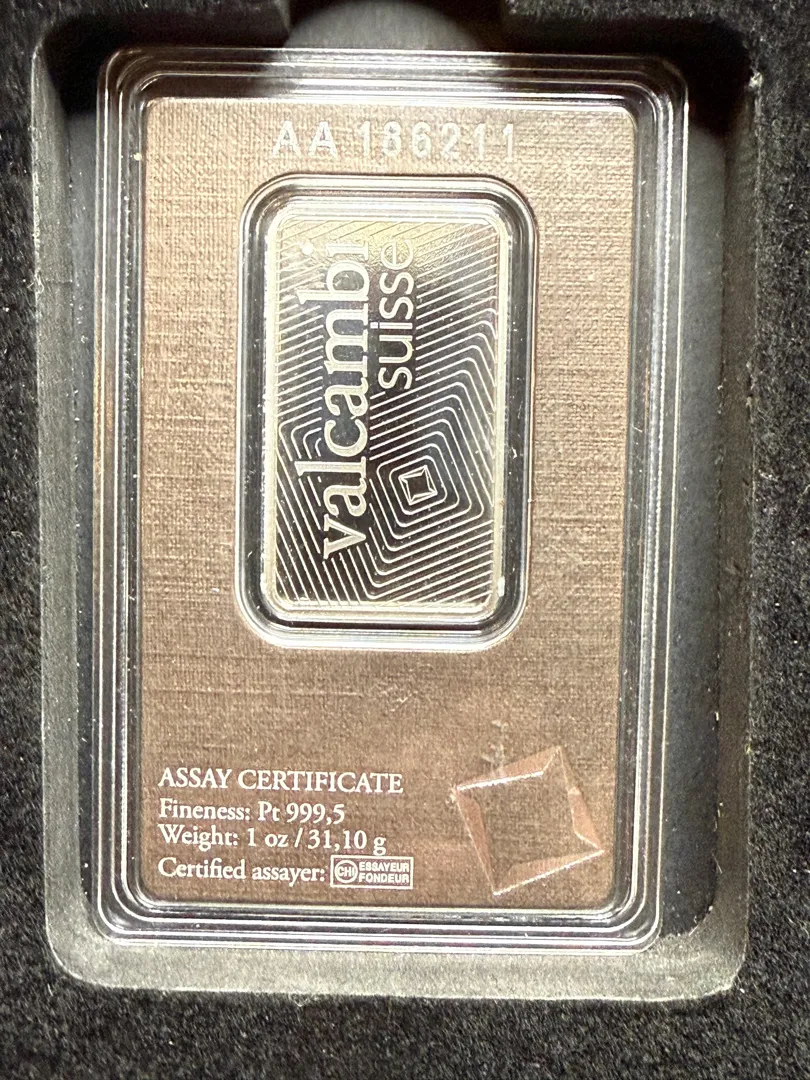 AA 186211
valcambi
suisse
ASSAY CERTIFICATE
Fineness: Pt 999,5
Weight: 1 oz / 31,10 g
Certified assayer: CHI ESSAYEUR
FONDEUR